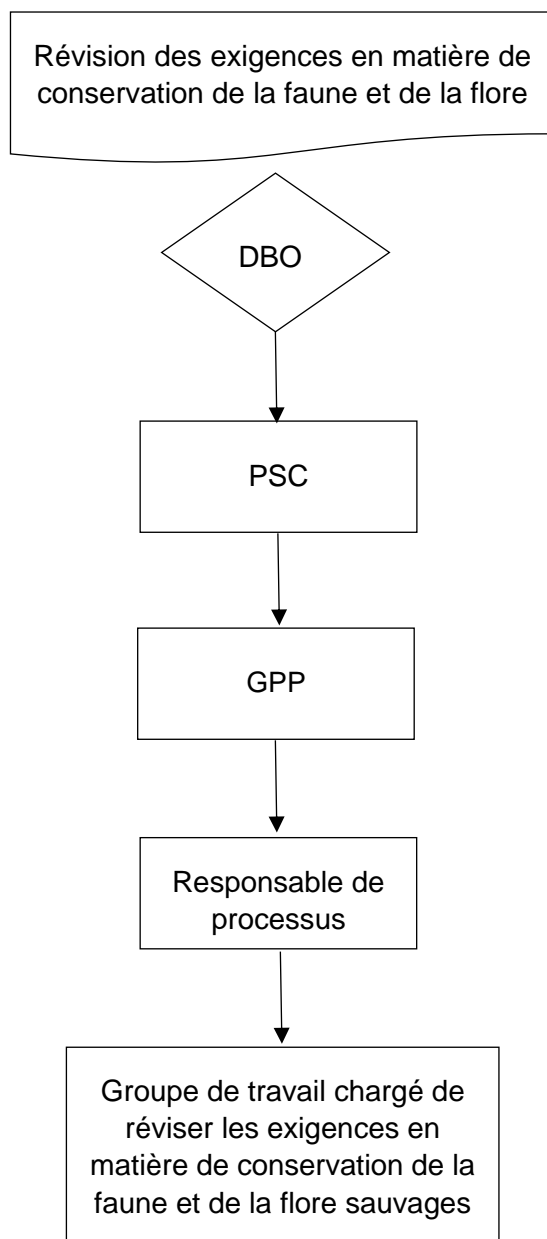 Révision des exigences en matière de
conservation de la faune et de la flore
DBO
PSC
GPP
Responsable de
processus
Groupe de travail chargé de
réviser les exigences en
matière de conservation de la
faune et de la flore sauvages